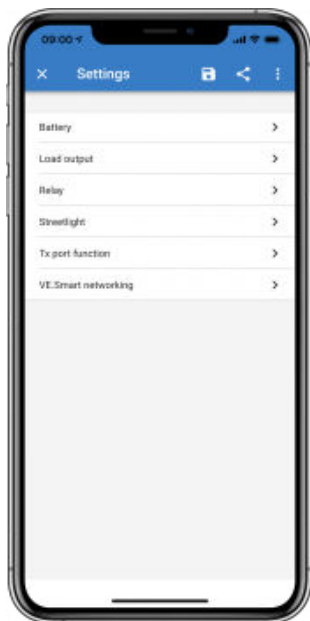 09:00
Settings
Battery
Load output
Relay
Streetlight
Tx port function
VE.Smart networking